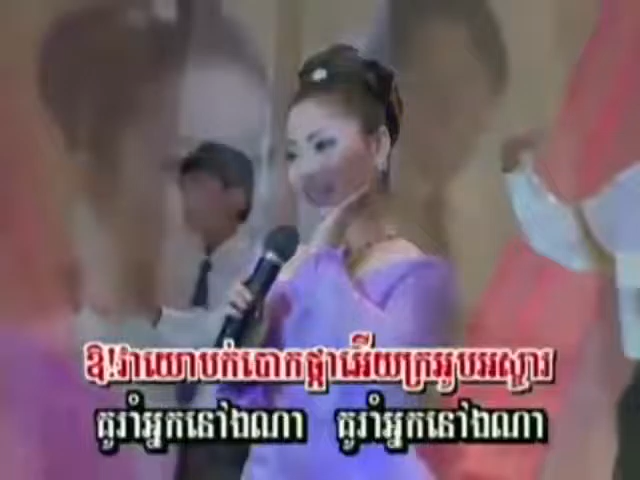 ឱ!វាយោបក់បោកផ្កាអើយក្រអូបអស្ចារ
គូរាំអ្នកនៅឯណា គូរាំអ្នកនៅឯណា